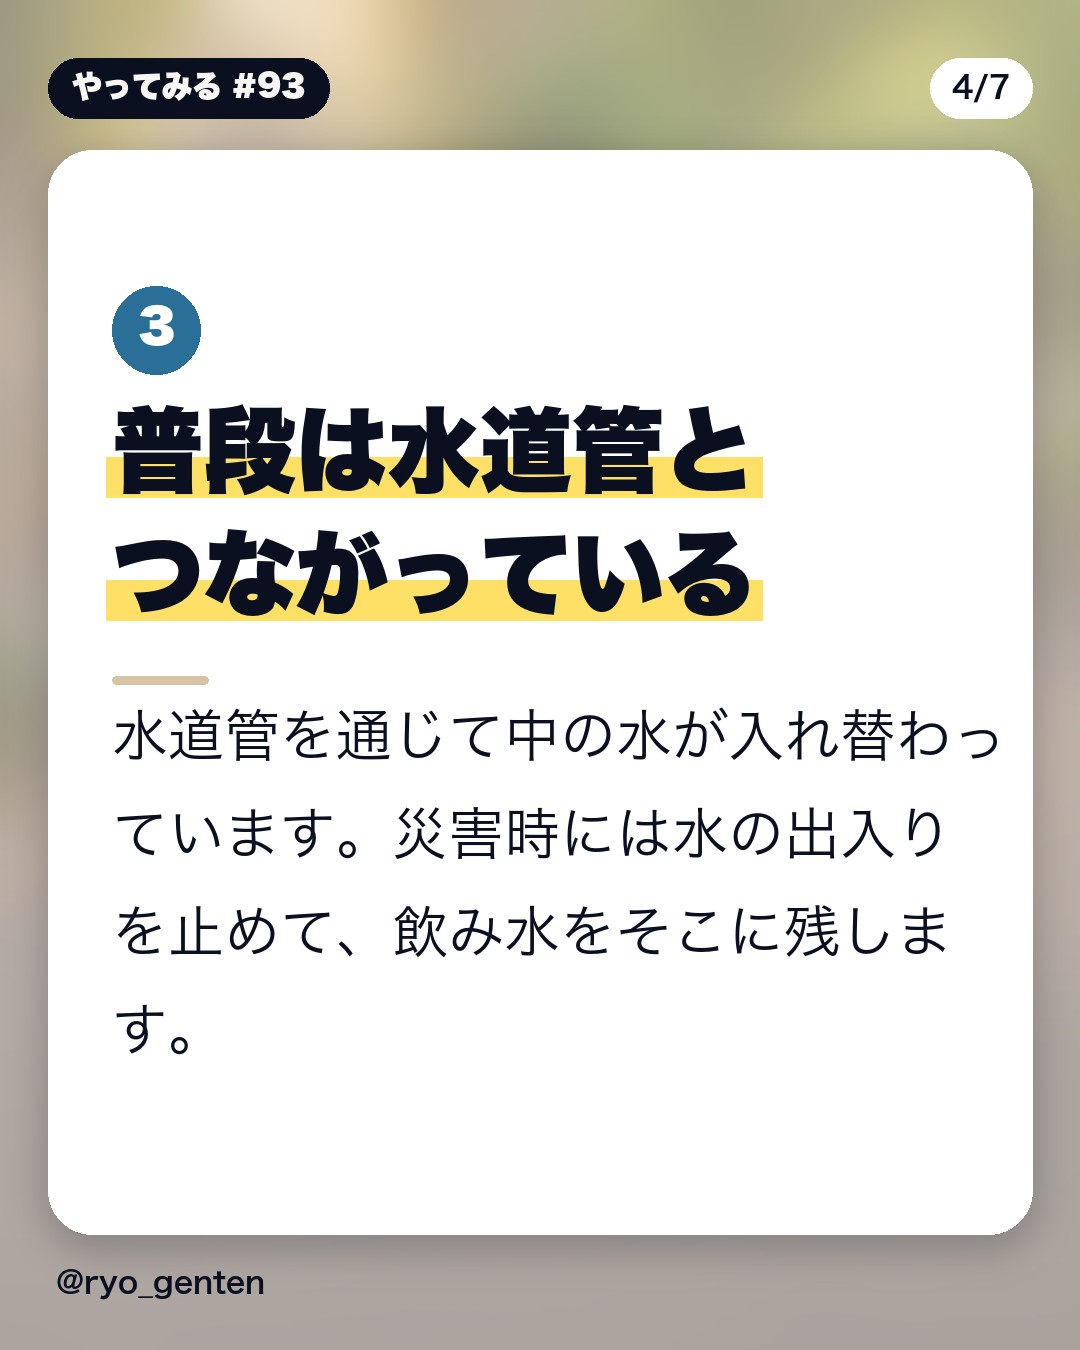 やってみる #93
4/7
3
普段は水道管と
つながっている
水道管を通じて中の水が入れ替わっ
ています。災害時には水の出入り
を止めて、飲み水をそこに残しま
す。
@ryo_genten